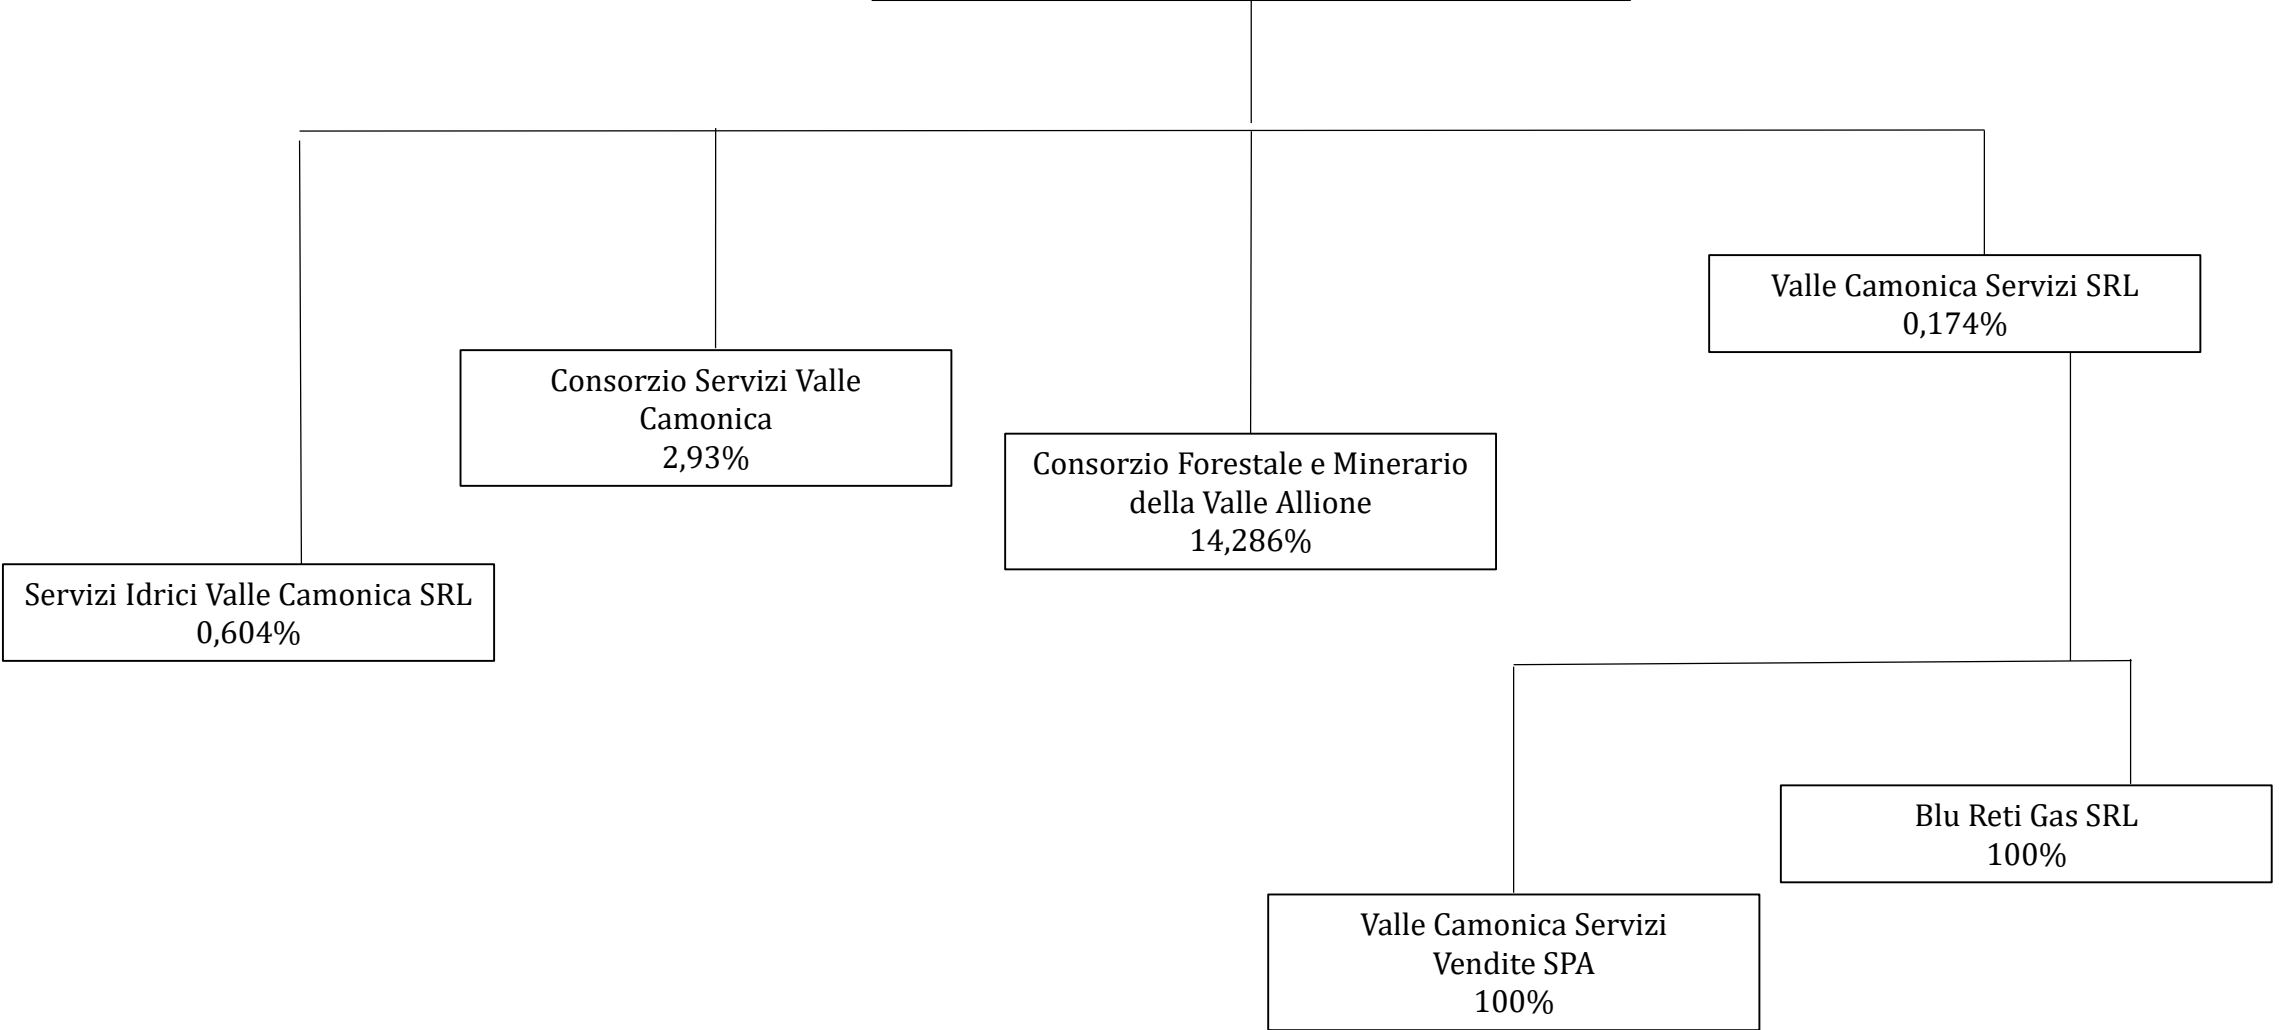 Valle Camonica Servizi SRL
0,174%
Consorzio Servizi Valle
Camonica
2,93%
Consorzio Forestale e Minerario
della Valle Allione
14,286%
Servizi Idrici Valle Camonica SRL
0,604%
Blu Reti Gas SRL
100%
Valle Camonica Servizi
Vendite SPA
100%